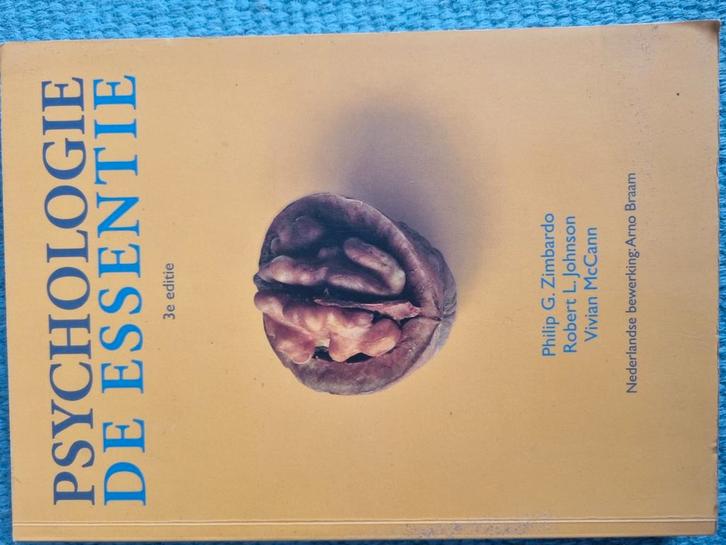 PSYCHOLOGIE
DE ESSENTIE
3e editie
Philip G. Zimbardo
Robert L. Johnson
Vivian McCann
Nederlandse bewerking: Arno Braam